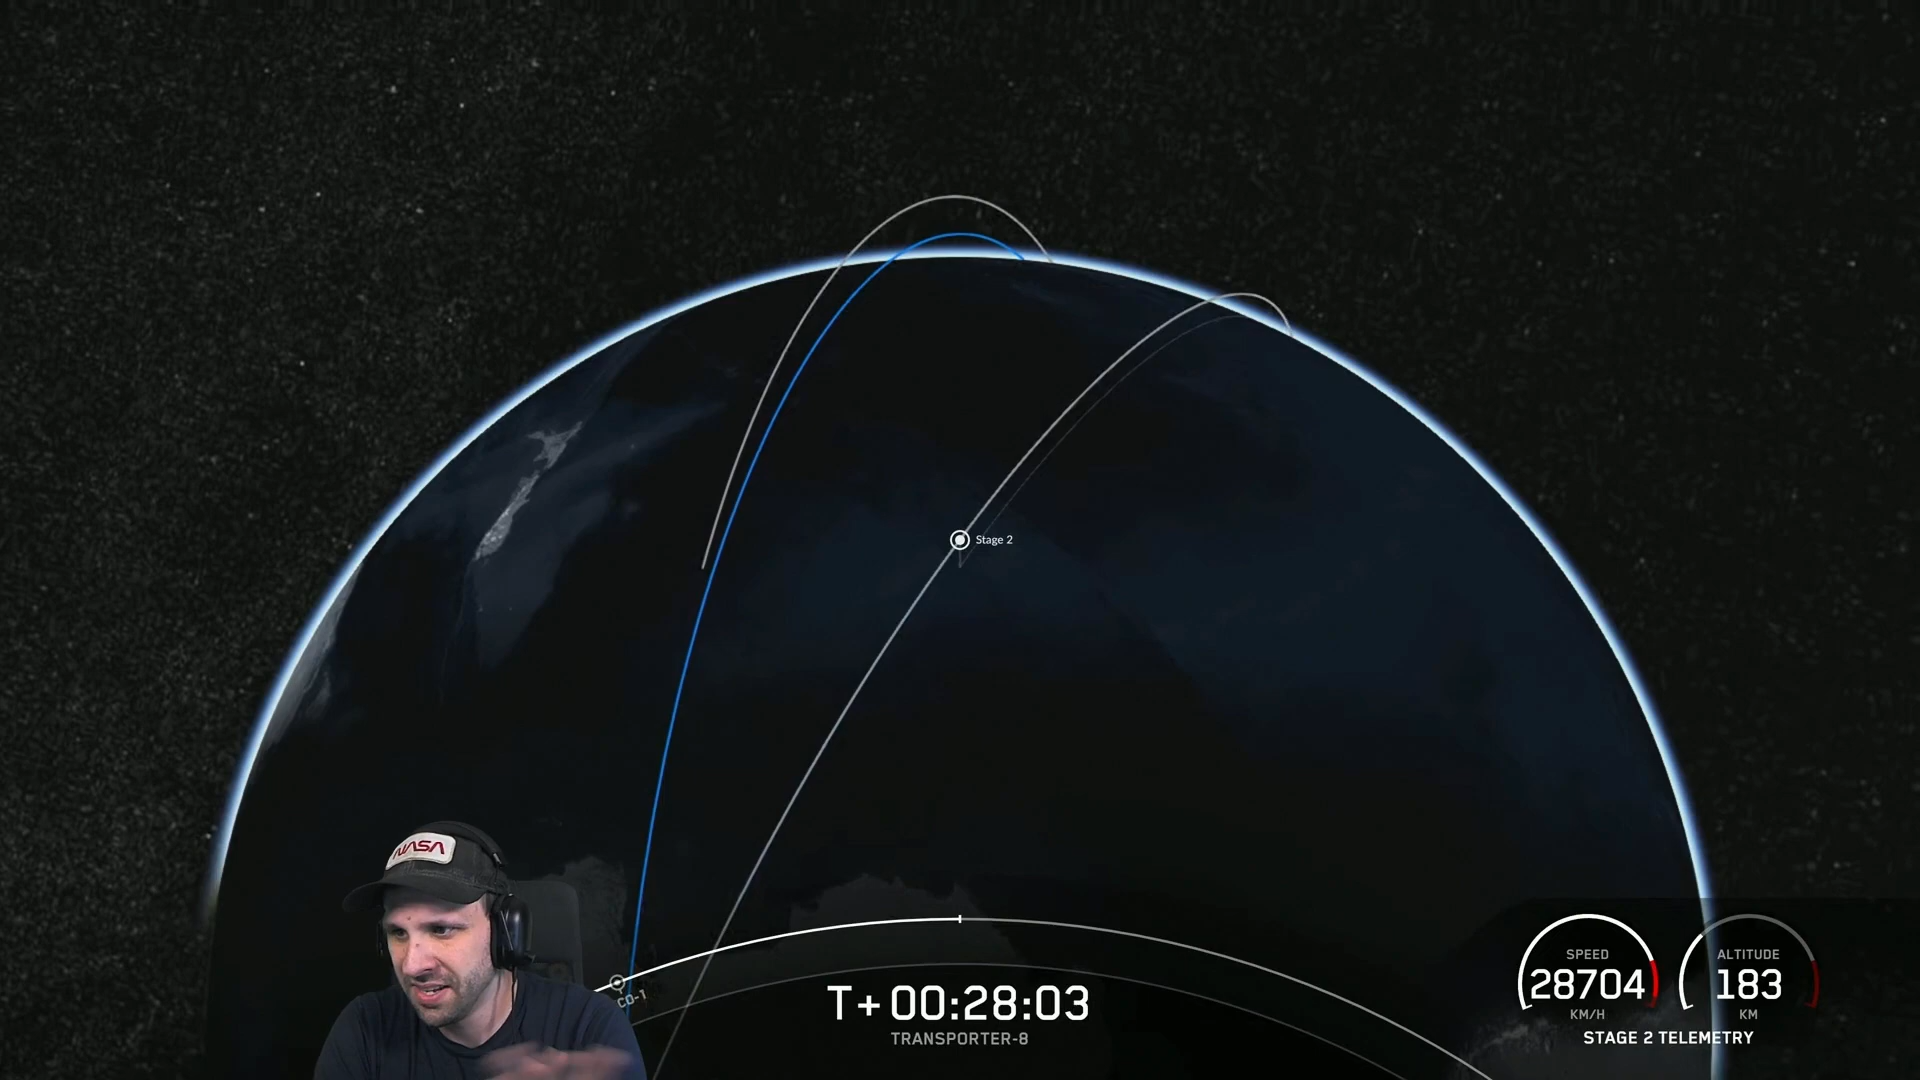 Stage 2
NASA
CO-1
T+00:28:03
TRANSPORTER-8
SPEED
28704
KM/H
ALTITUDE
183
KM
STAGE 2 TELEMETRY